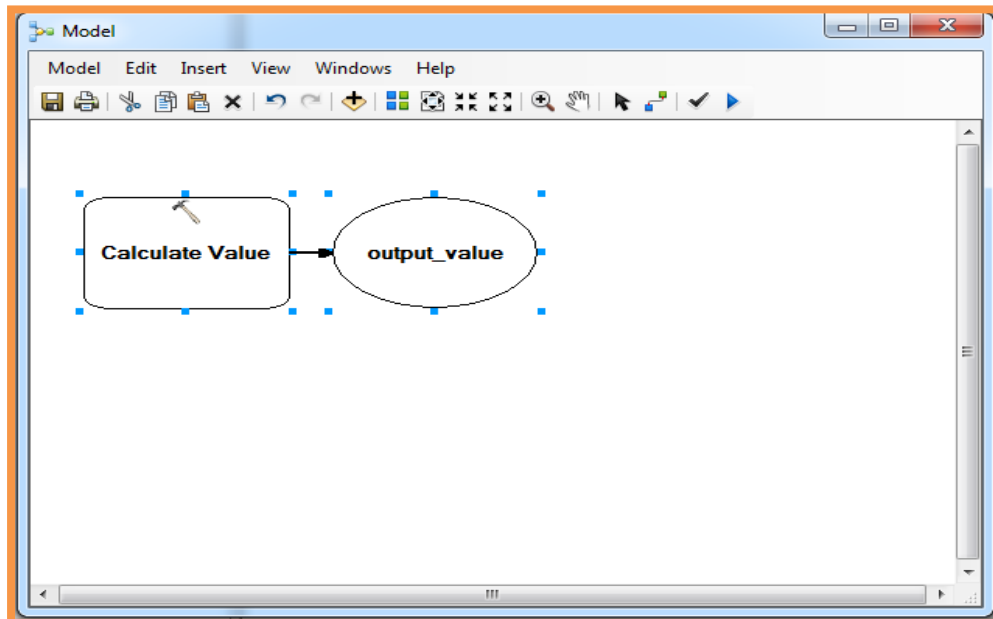 Model
Model Edit Insert View Windows Help
Calculate Value
output_value